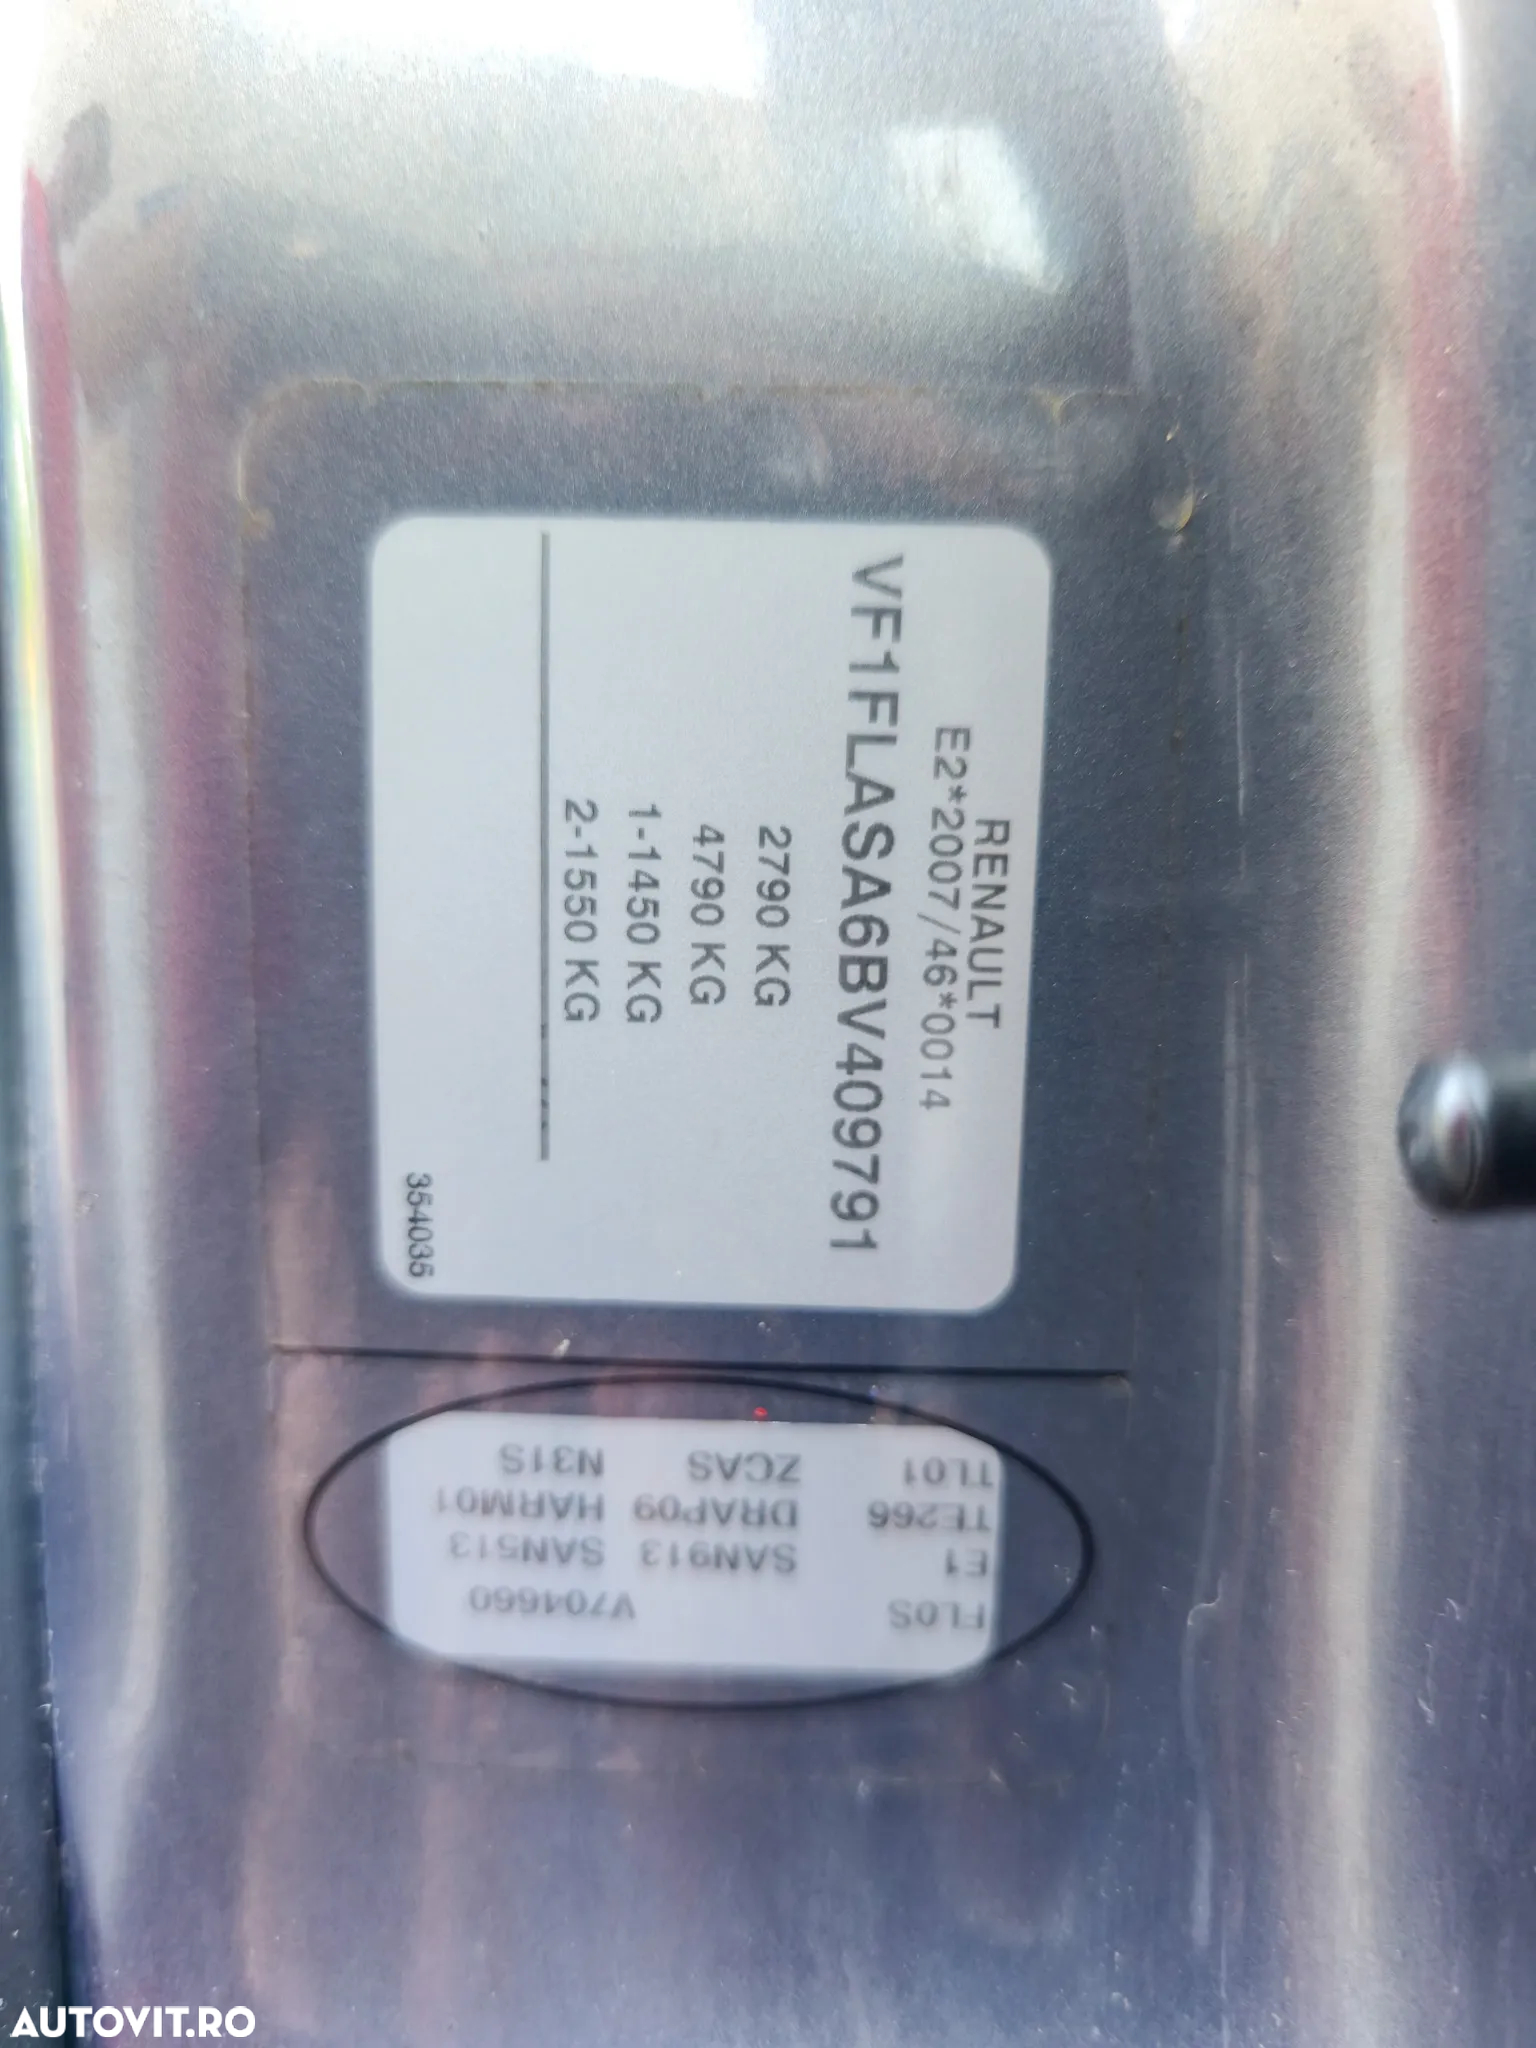 RENAULT
E2*2007/46*0014
VF1FLASA6BV409791
2790 KG
4790 KG
1-1450 KG
2-1550 KG
354035
FL0S V704660
E1 SAN913 SAN513
TE266 DRAP09 HARM01
TL01 ZCAS N31S
AUTOVIT.RO